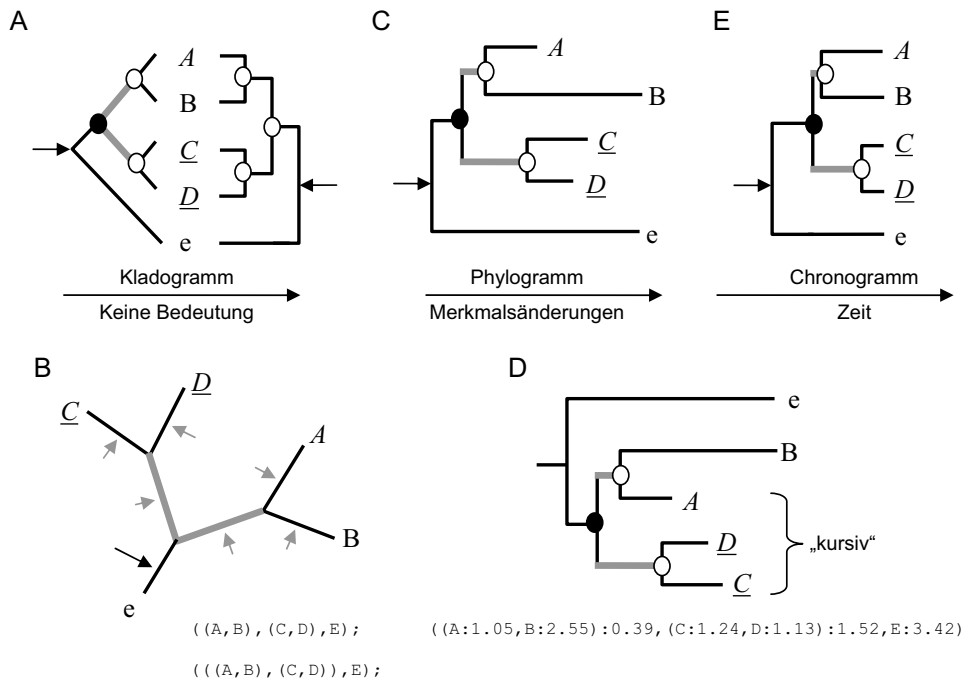 A
A
B
C
D
e
Kladogramm
Keine Bedeutung
C
A
B
C
D
e
Phylogramm
Merkmalsänderungen
E
A
B
C
D
e
Chronogramm
Zeit
B
C
D
A
B
e
D
e
B
A
D
C
„kursiv“
((A,B),(C,D),E);
(((A,B),(C,D)),E);
((A:1.05,B:2.55):0.39,(C:1.24,D:1.13):1.52,E:3.42)